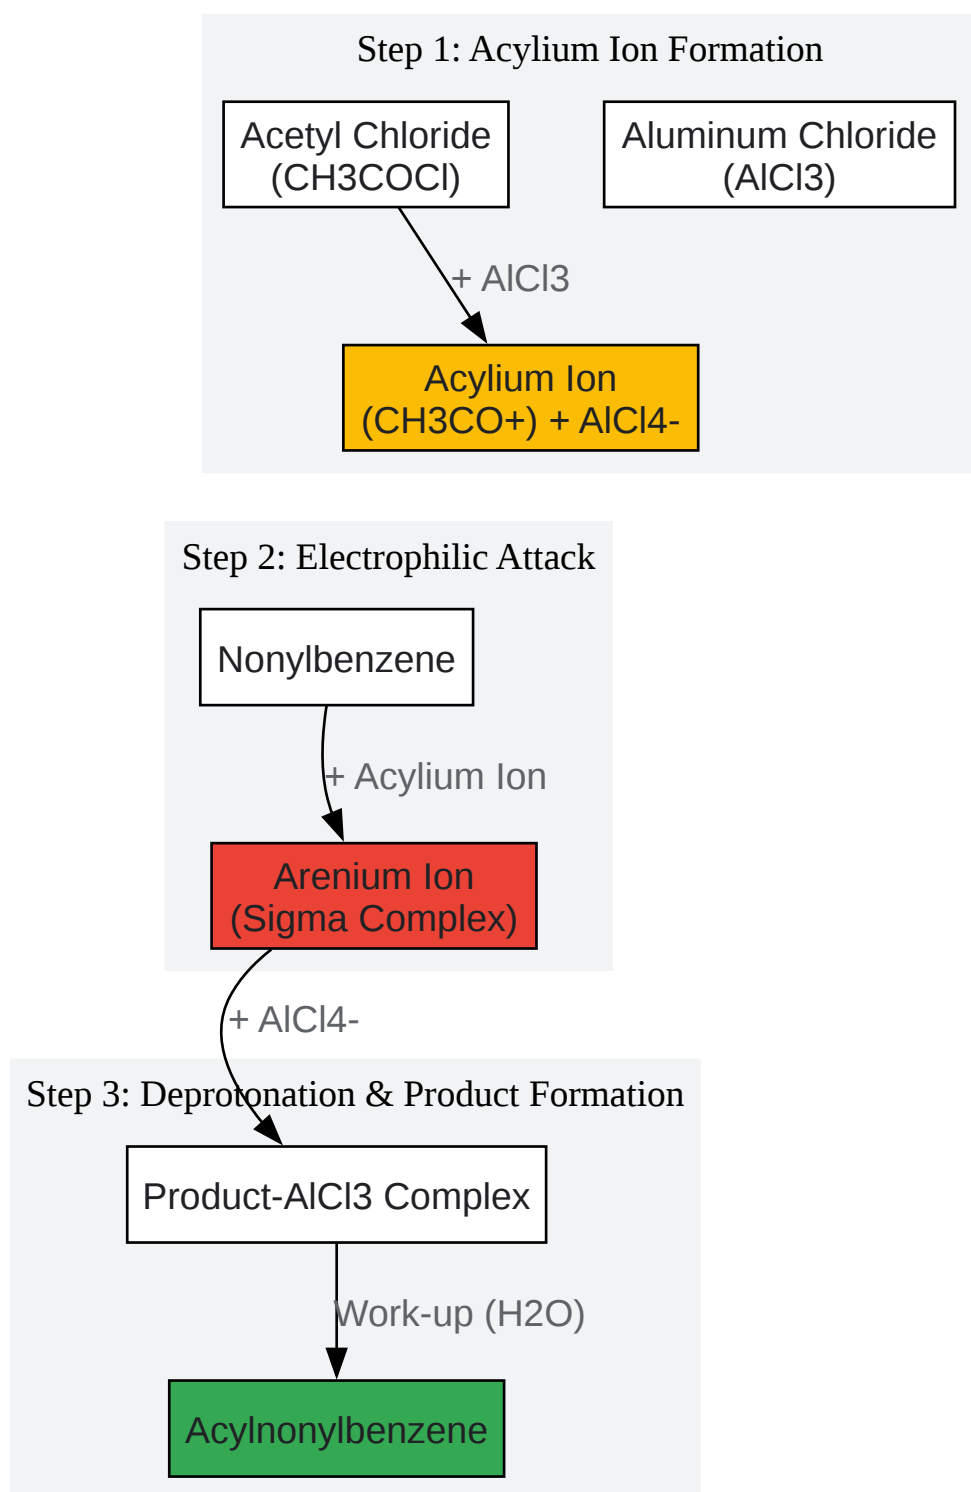 Step 1: Acylium Ion Formation
Acetyl Chloride
(CH3COCl)
Aluminum Chloride
(AlCl3)
+ AlCl3
Acylium Ion
(CH3CO+) + AlCl4-
Step 2: Electrophilic Attack
Nonylbenzene
+ Acylium Ion
Arenium Ion
(Sigma Complex)
+ AlCl4-
Step 3: Deprotonation & Product Formation
Product-AlCl3 Complex
Work-up (H2O)
Acylnonylbenzene